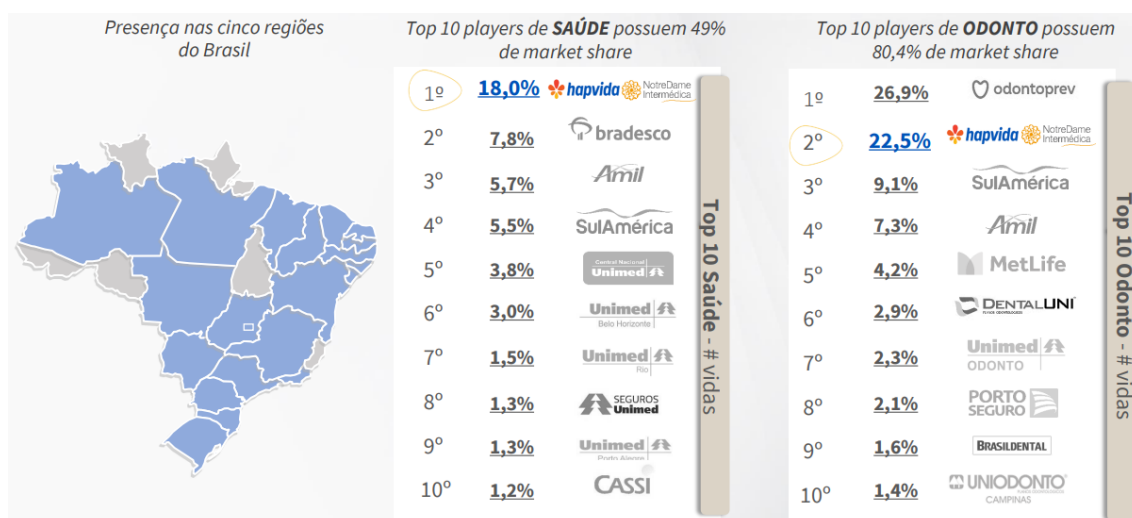 Presença nas cinco regiões
do Brasil
Top 10 players de SAÚDE possuem 49%
de market share
1º 18,0% hapvida NotreDame
Intermédica
2º 7,8% bradesco
3º 5,7% Amil
4º 5,5% SulAmérica
5º 3,8% Central Nacional
Unimed
6º 3,0% Unimed
Belo Horizonte
7º 1,5% Unimed
Rio
8º 1,3% SEGUROS
Unimed
9º 1,3% Unimed
Porto Alegre
10º 1,2% CASSI
Top 10 Saúde - # vidas
Top 10 players de ODONTO possuem
80,4% de market share
1º 26,9% odontoprev
2º 22,5% hapvida NotreDame
Intermédica
3º 9,1% SulAmérica
4º 7,3% Amil
5º 4,2% MetLife
6º 2,9% DENTALUNI
7º 2,3% Unimed
ODONTO
8º 2,1% PORTO
SEGURO
9º 1,6% BRASILDENTAL
10º 1,4% UNIODONTO
CAMPINAS
Top 10 Odonto - # vidas